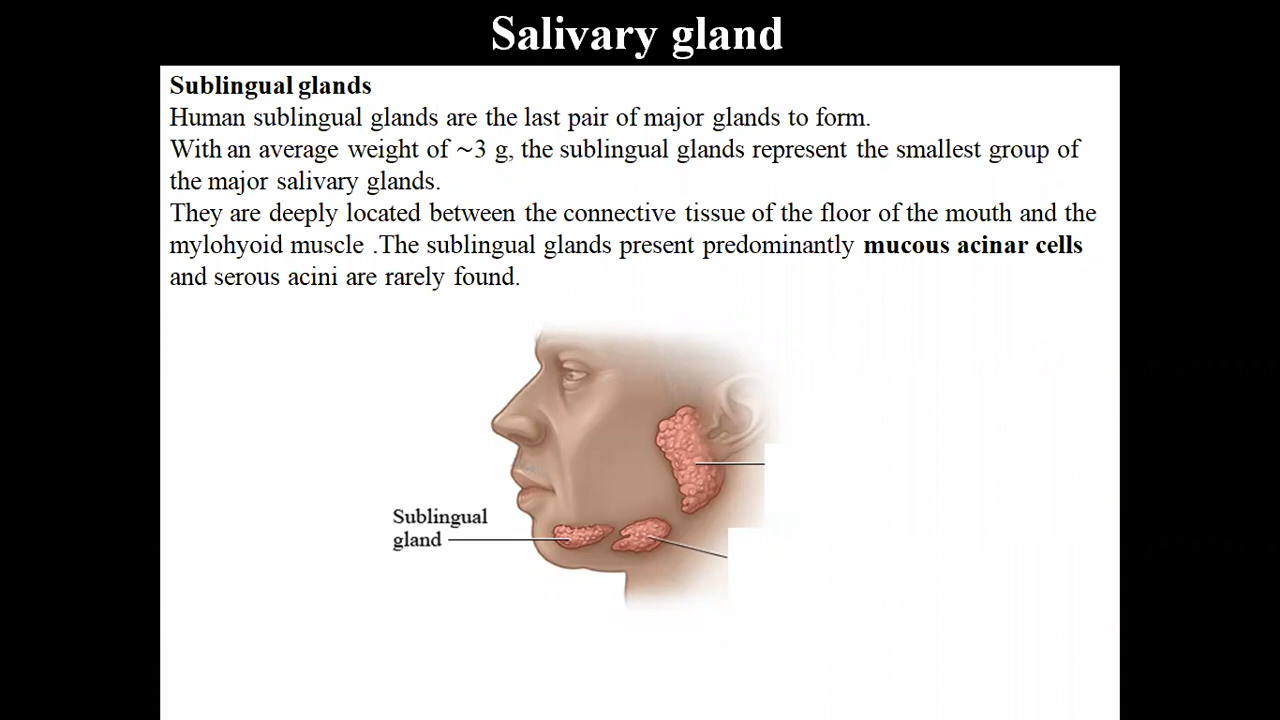 Salivary gland
Sublingual glands
Human sublingual glands are the last pair of major glands to form.
With an average weight of ∼3 g, the sublingual glands represent the smallest group of
the major salivary glands.
They are deeply located between the connective tissue of the floor of the mouth and the
mylohyoid muscle .The sublingual glands present predominantly mucous acinar cells
and serous acini are rarely found.
Sublingual
gland